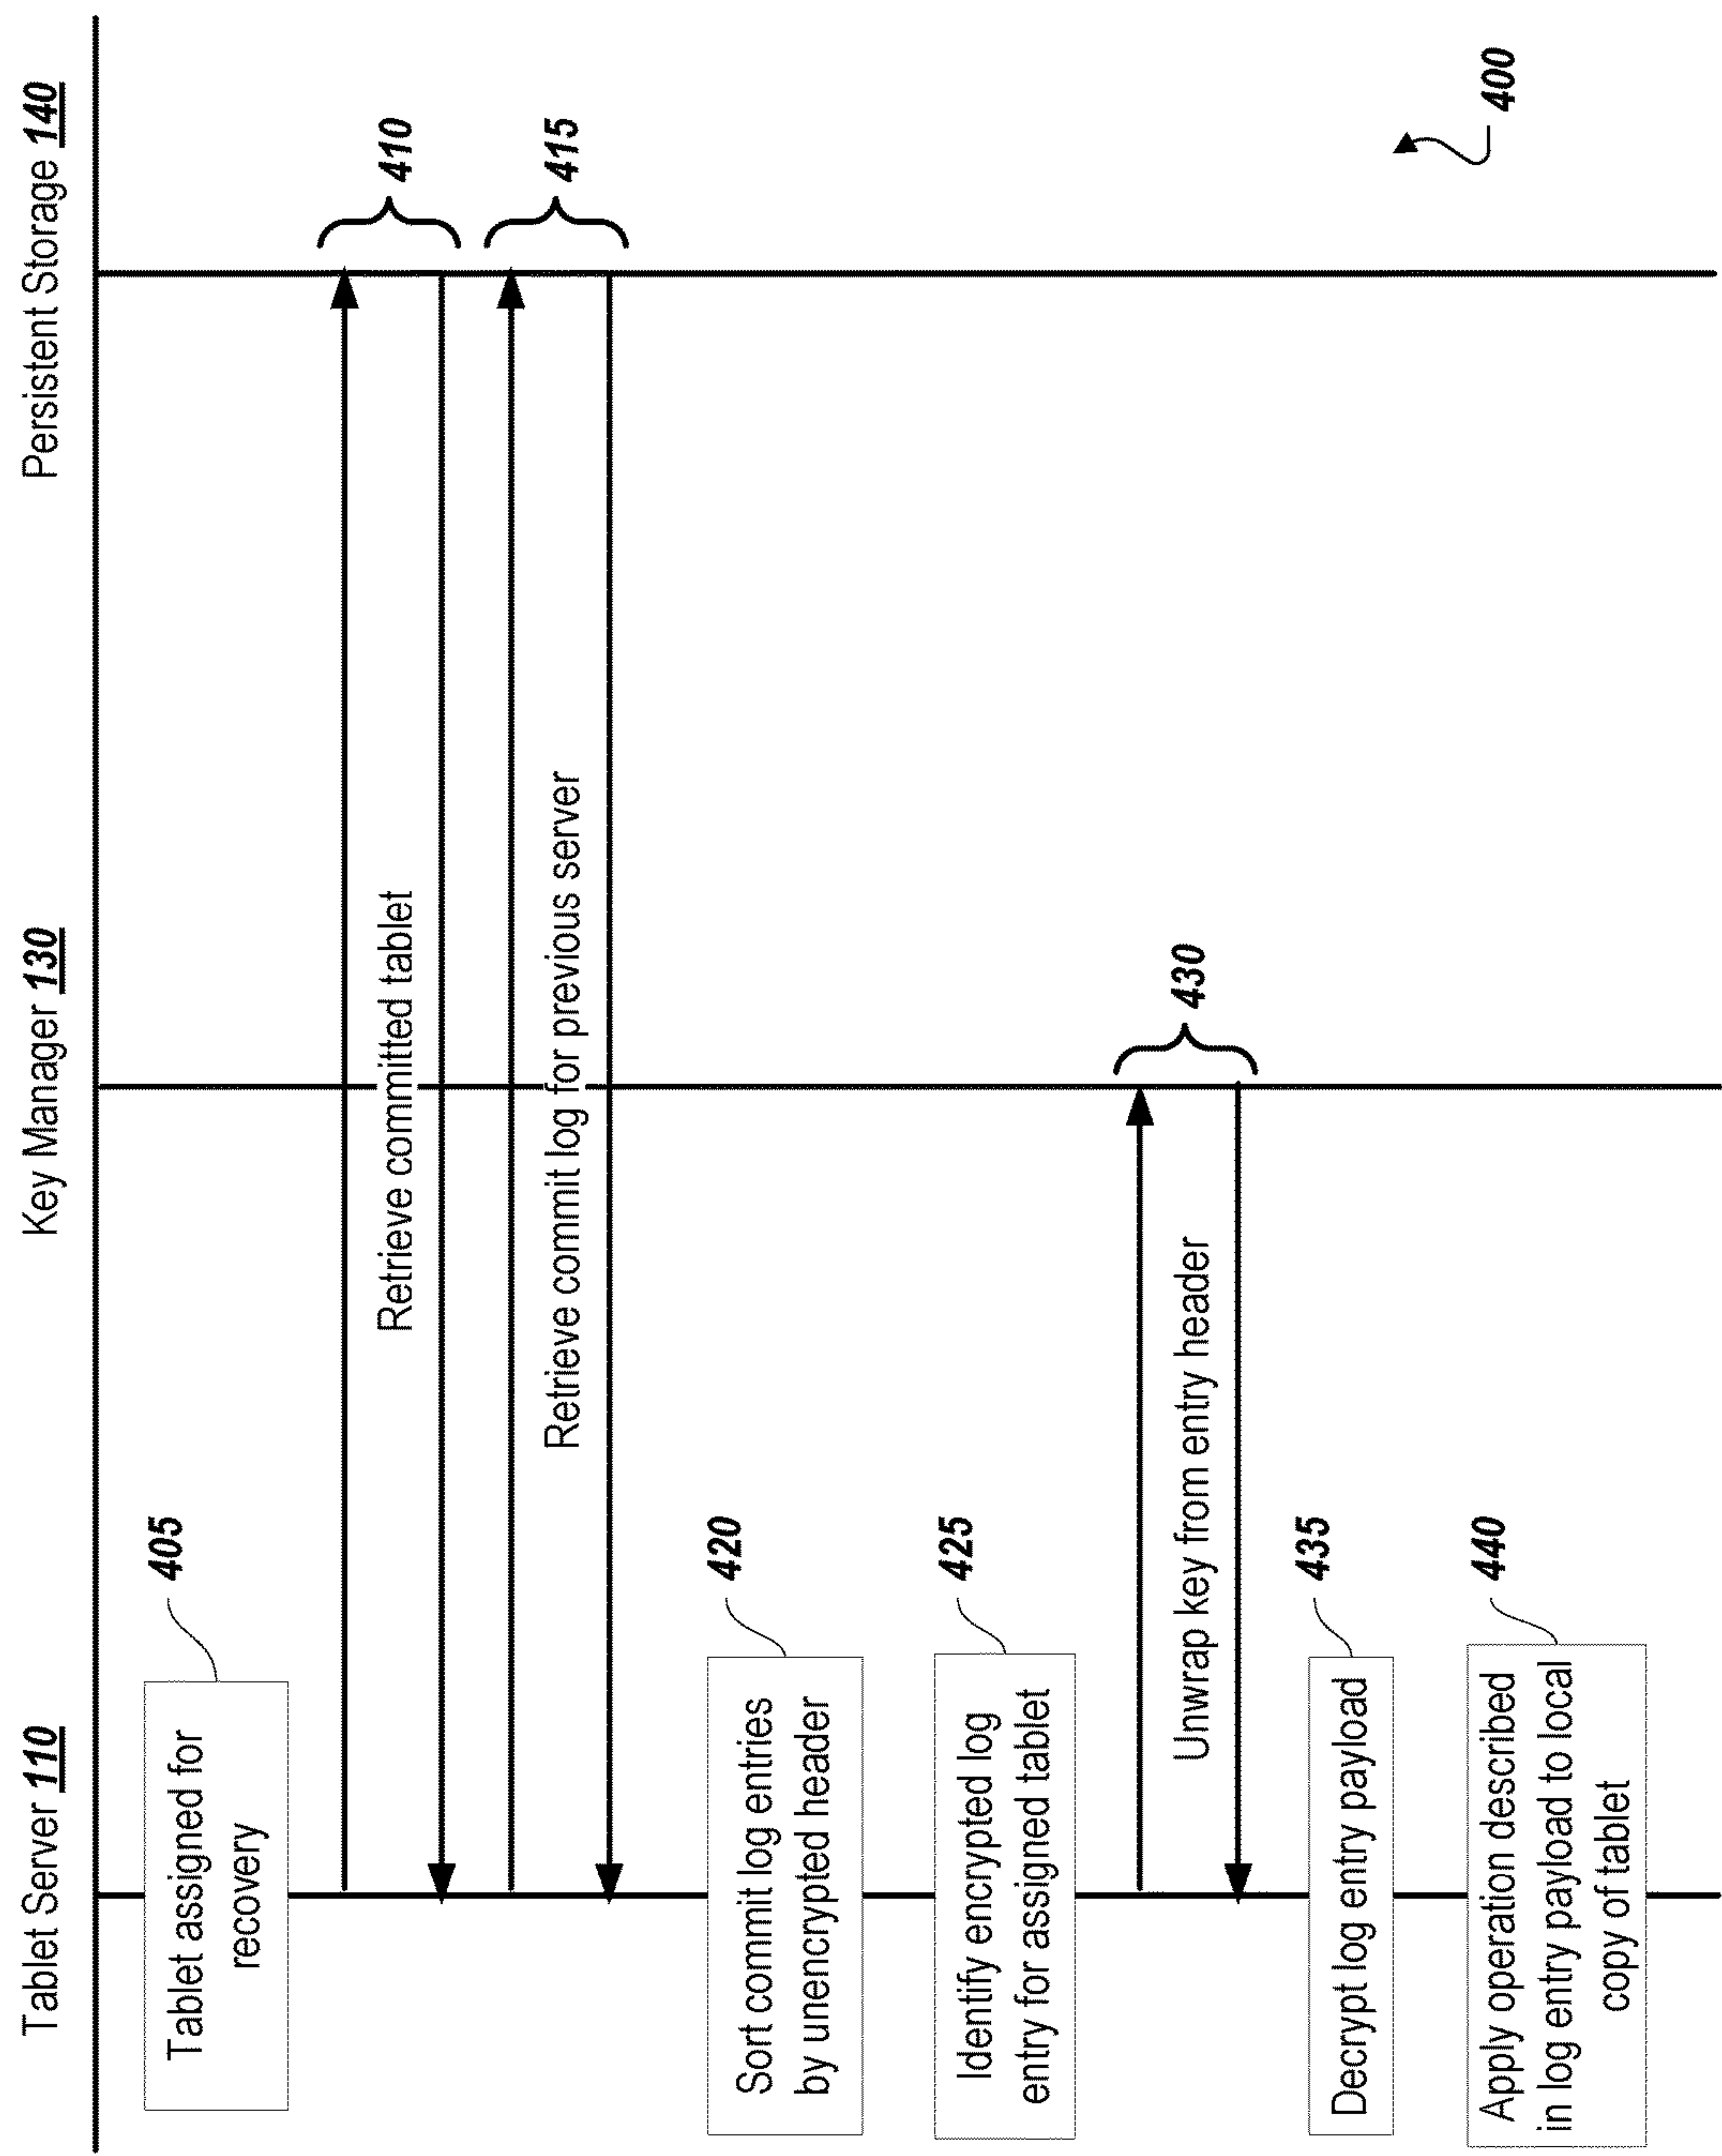 Tablet Server 110
Key Manager 130
Persistent Storage 140
Tablet assigned for
recovery
405
Retrieve committed tablet
410
Retrieve commit log for previous server
415
Sort commit log entries
by unencrypted header
420
Identify encrypted log
entry for assigned tablet
425
Unwrap key from entry header
430
Decrypt log entry payload
435
Apply operation described
in log entry payload to local
copy of tablet
440
400